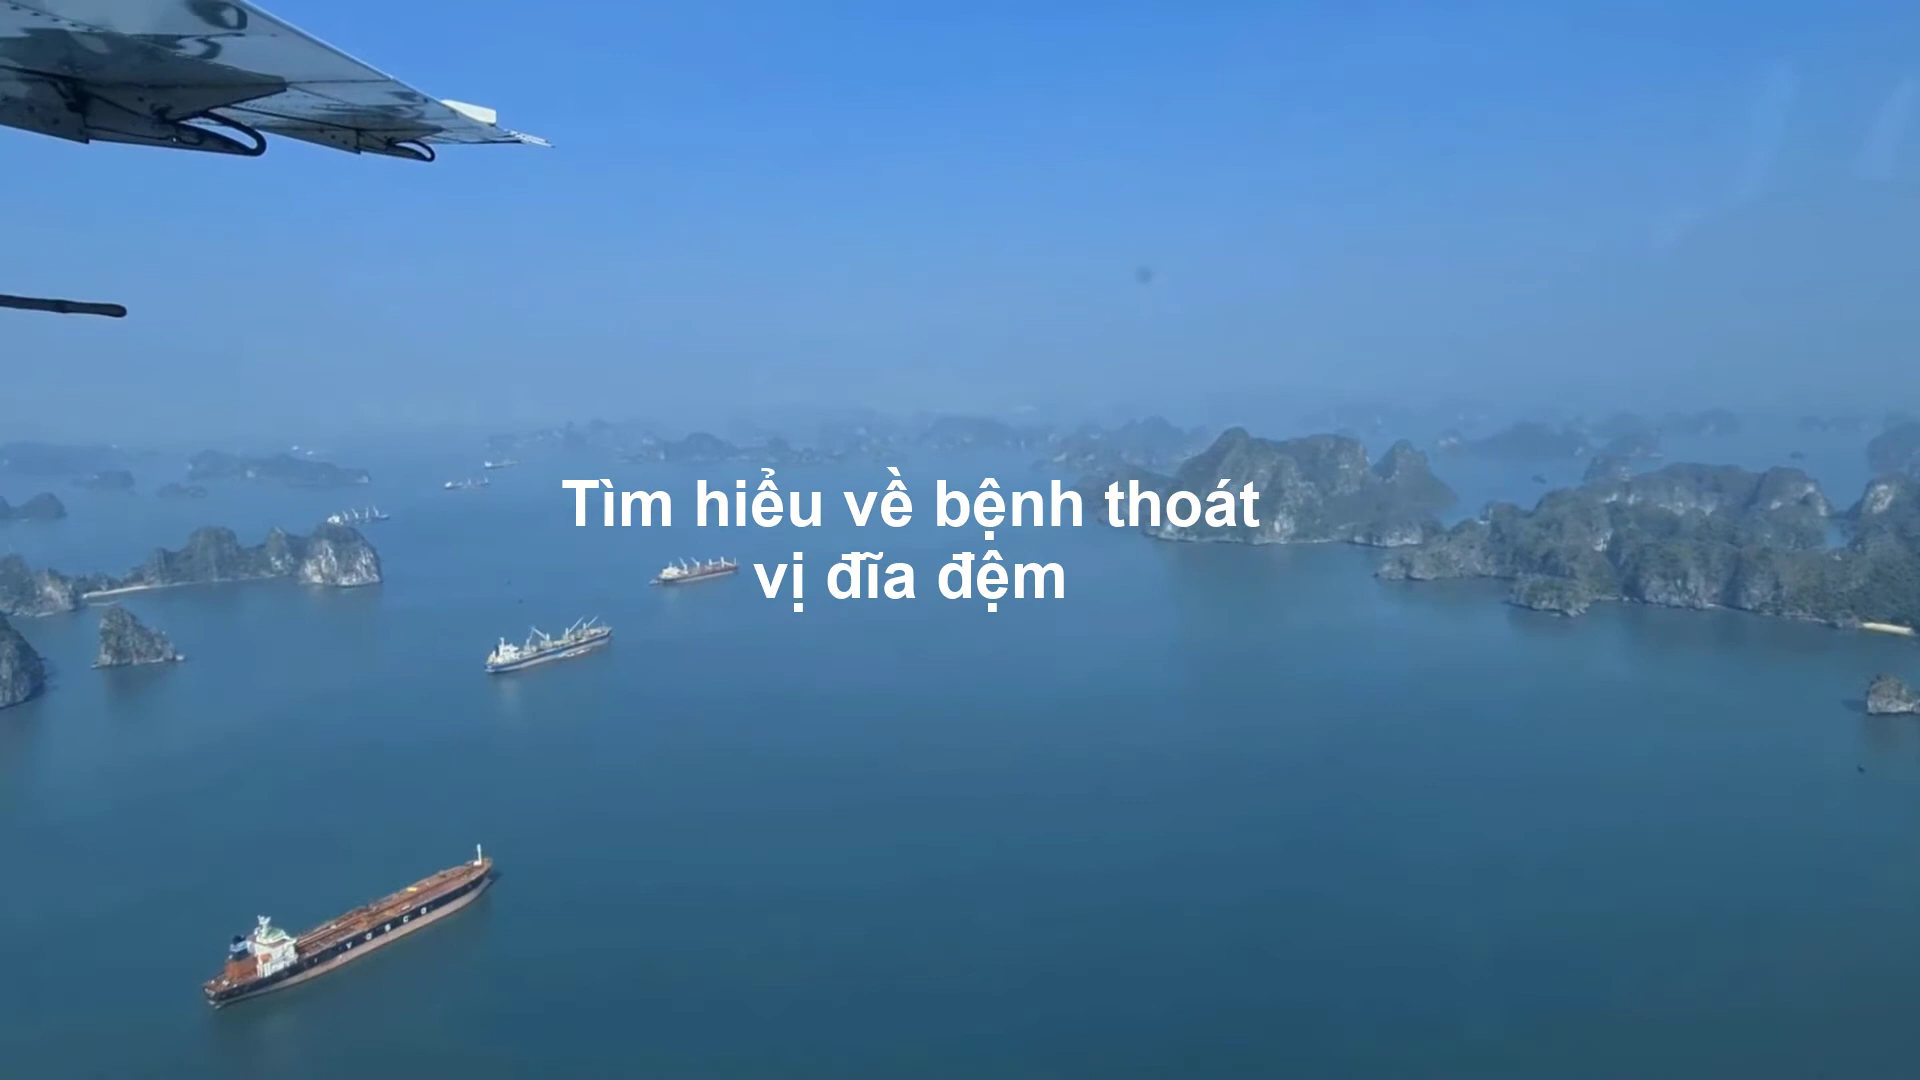 Tìm hiểu về bệnh thoát
vị đĩa đệm